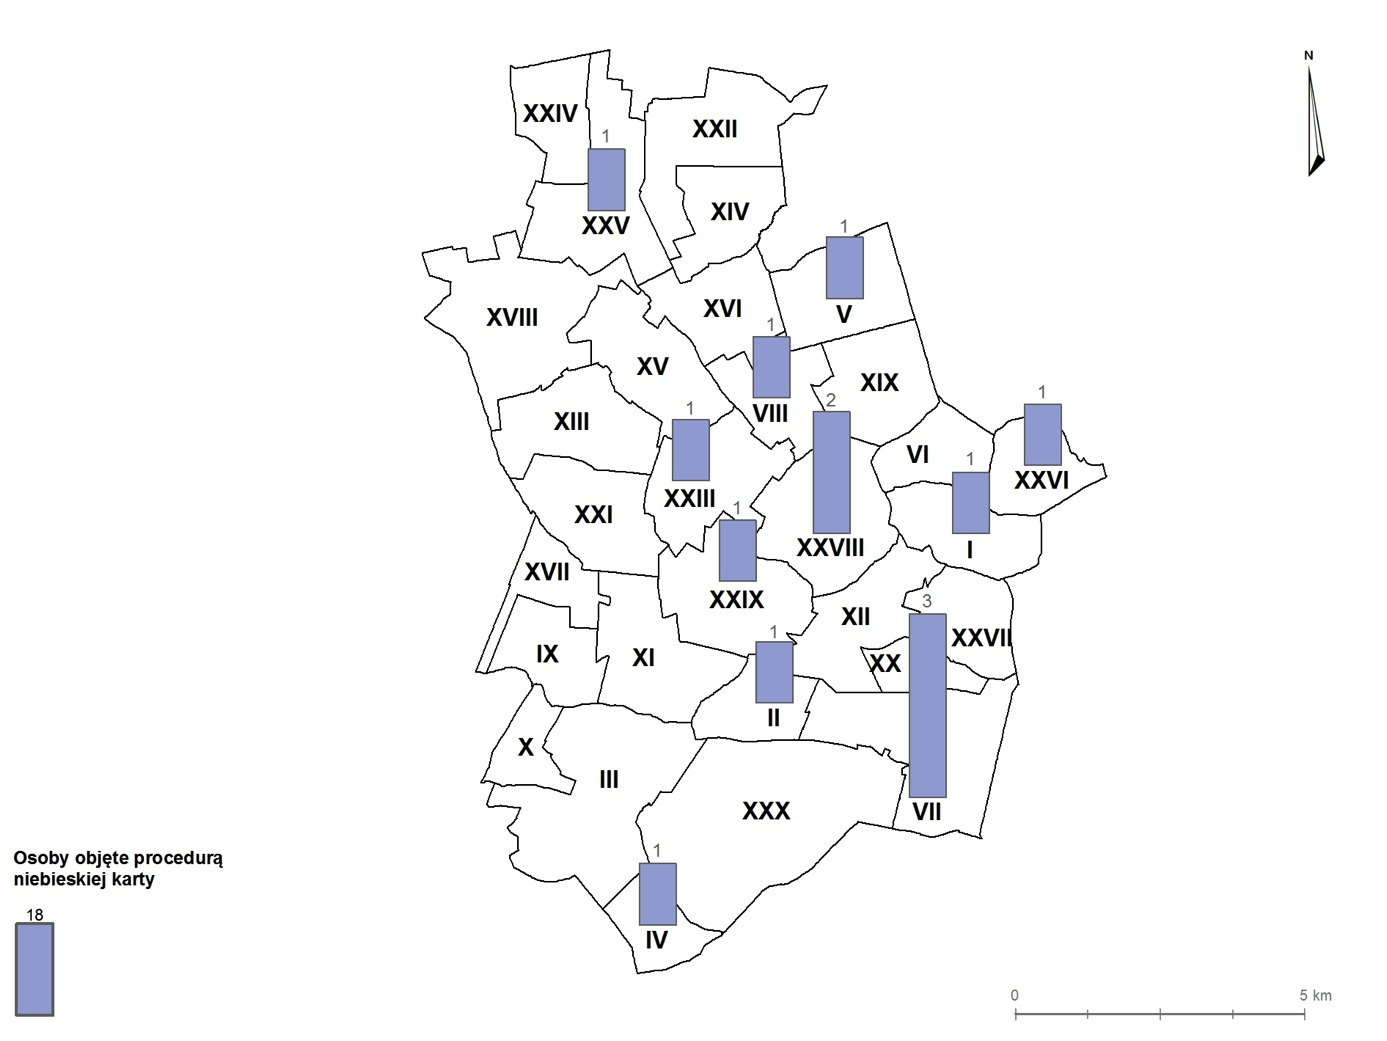 N
XXIV
XXII
1
XIV
XXV
1
XVIII
XVI
V
1
XV
XIX
VIII
2
1
1
XIII
VI
1
XXVI
XXIII
XXI
1
XXVIII
I
XVII
XXIX
3
XII
1
XXVII
IX
XI
XX
II
X
III
XXX
VII
1
IV
Osoby objęte procedurą
niebieskiej karty
18
0 5 km